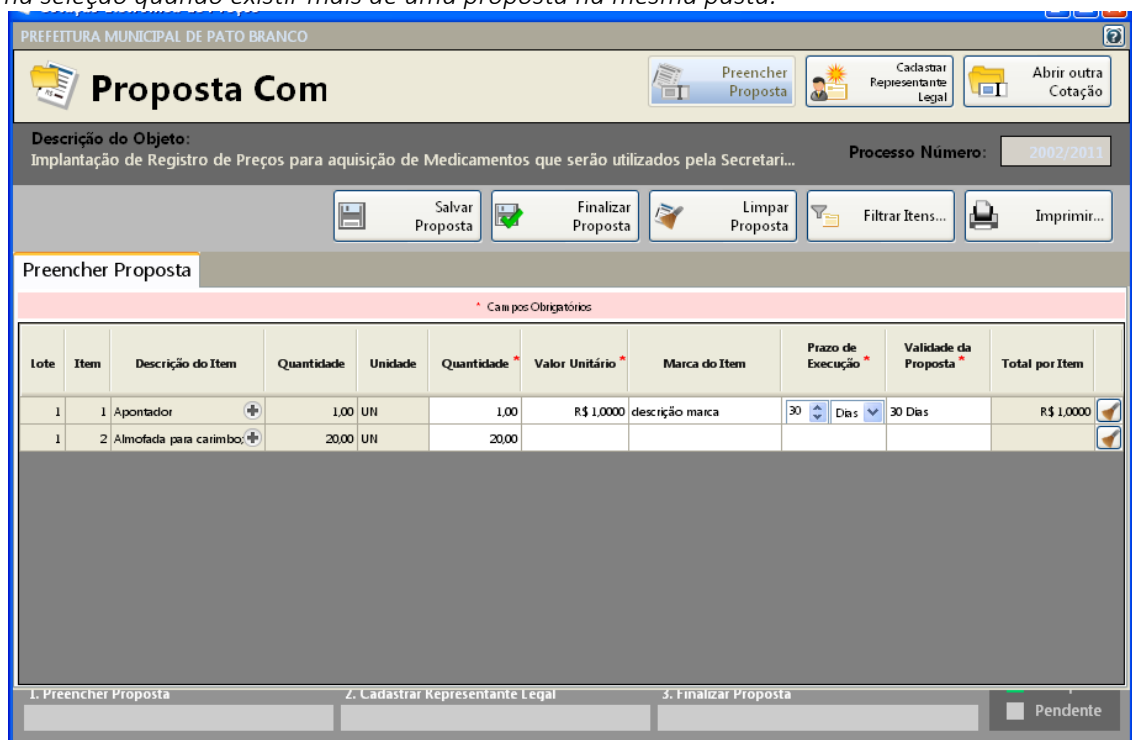 na seleção quando existir mais de uma proposta na mesma pasta.
PREFEITURA MUNICIPAL DE PATO BRANCO
Proposta Com
Preencher
Proposta
Cadastrar
Representante
Legal
Abrir outra
Cotação
Descrição do Objeto:
Implantação de Registro de Preços para aquisição de Medicamentos que serão utilizados pela Secretari...
Processo Número:
2002/2011
Salvar
Proposta
Finalizar
Proposta
Limpar
Proposta
Filtrar Itens...
Imprimir...
Preencher Proposta
* Campos Obrigatórios
Lote Item Descrição do Item Quantidade Unidade Quantidade * Valor Unitário * Marca do Item Prazo de Execução * Validade da Proposta * Total por Item
1 1 Apontador 1,00 UN 1,00 R$ 1,0000 descrição marca 30 Dias 30 Dias R$ 1,0000
1 2 Almofada para carimbo; 20,00 UN 20,00
1. Preencher Proposta 2. Cadastrar Representante Legal 3. Finalizar Proposta
Pendente